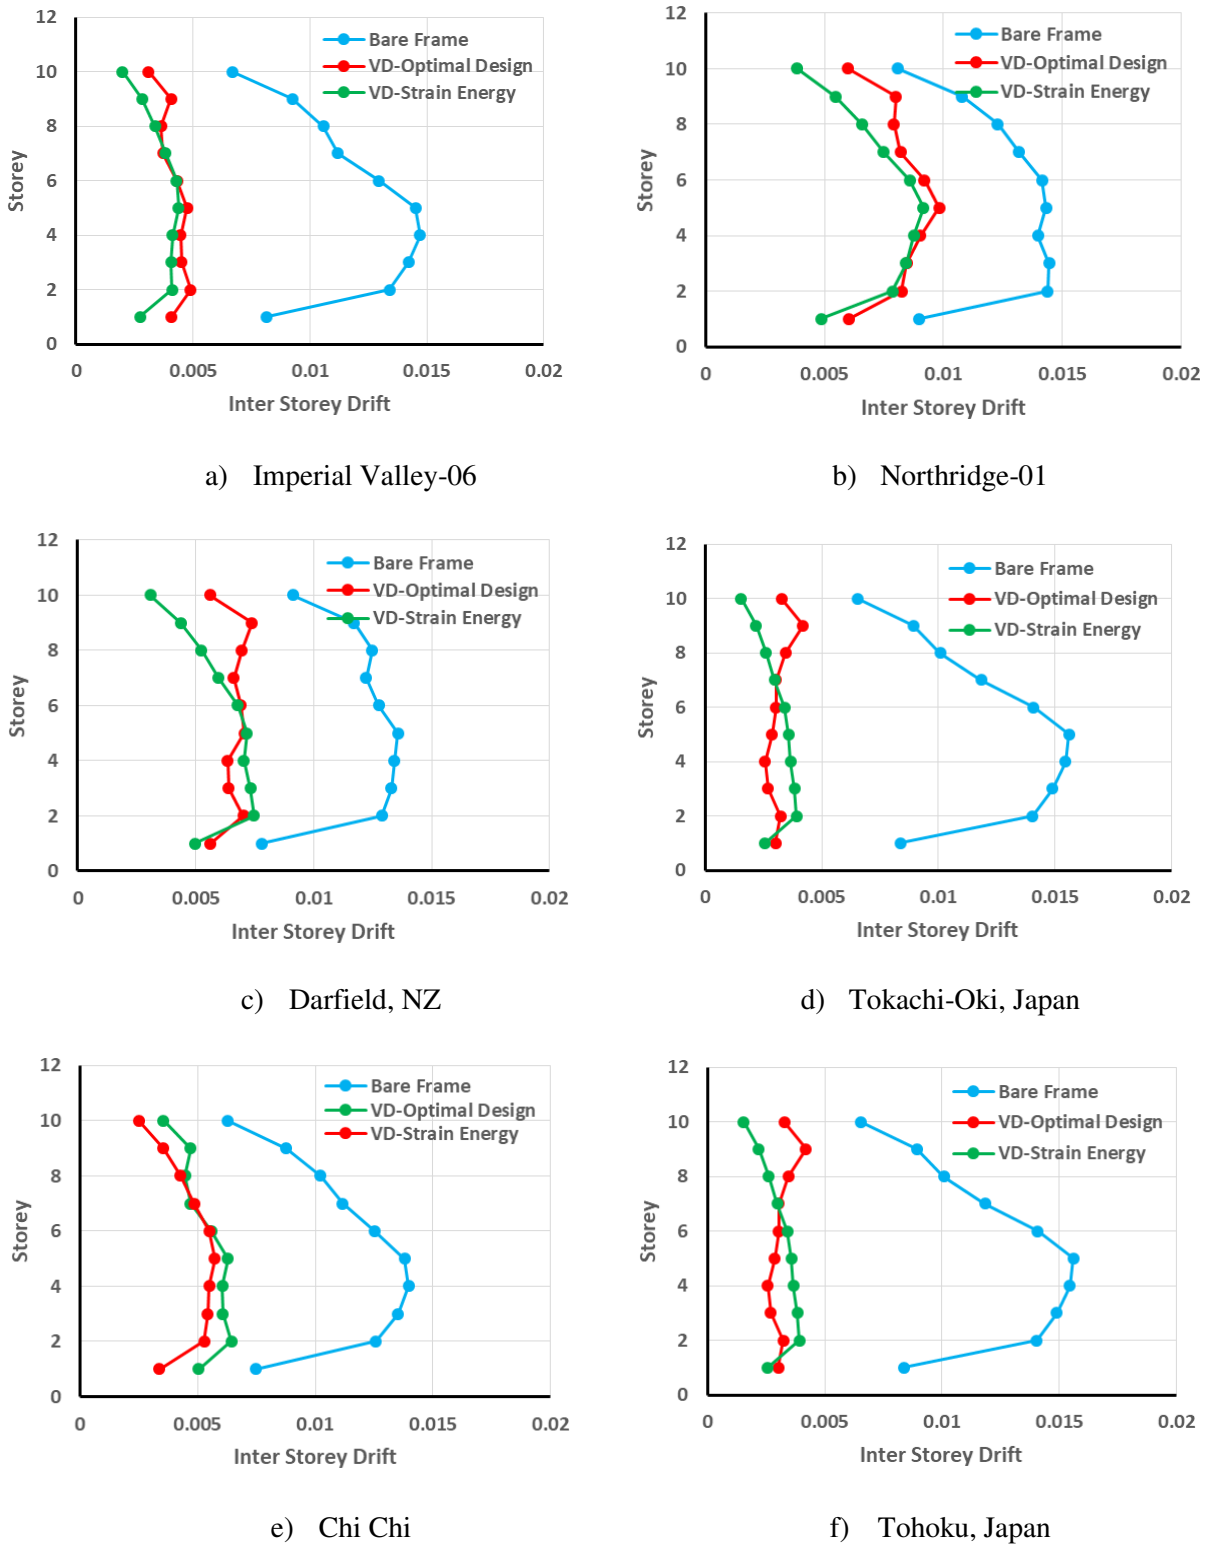 12
10
8
6
4
2
0
Storey
Bare Frame
VD-Optimal Design
VD-Strain Energy
0 0.005 0.01 0.015 0.02
Inter Storey Drift
a) Imperial Valley-06
12
10
8
6
4
2
0
Storey
Bare Frame
VD-Optimal Design
VD-Strain Energy
0 0.005 0.01 0.015 0.02
Inter Storey Drift
b) Northridge-01
12
10
8
6
4
2
0
Storey
Bare Frame
VD-Optimal Design
VD-Strain Energy
0 0.005 0.01 0.015 0.02
Inter Storey Drift
c) Darfield, NZ
12
10
8
6
4
2
0
Storey
Bare Frame
VD-Optimal Design
VD-Strain Energy
0 0.005 0.01 0.015 0.02
Inter Storey Drift
d) Tokachi-Oki, Japan
12
10
8
6
4
2
0
Storey
Bare Frame
VD-Optimal Design
VD-Strain Energy
0 0.005 0.01 0.015 0.02
Inter Storey Drift
e) Chi Chi
12
10
8
6
4
2
0
Storey
Bare Frame
VD-Optimal Design
VD-Strain Energy
0 0.005 0.01 0.015 0.02
Inter Storey Drift
f) Tohoku, Japan